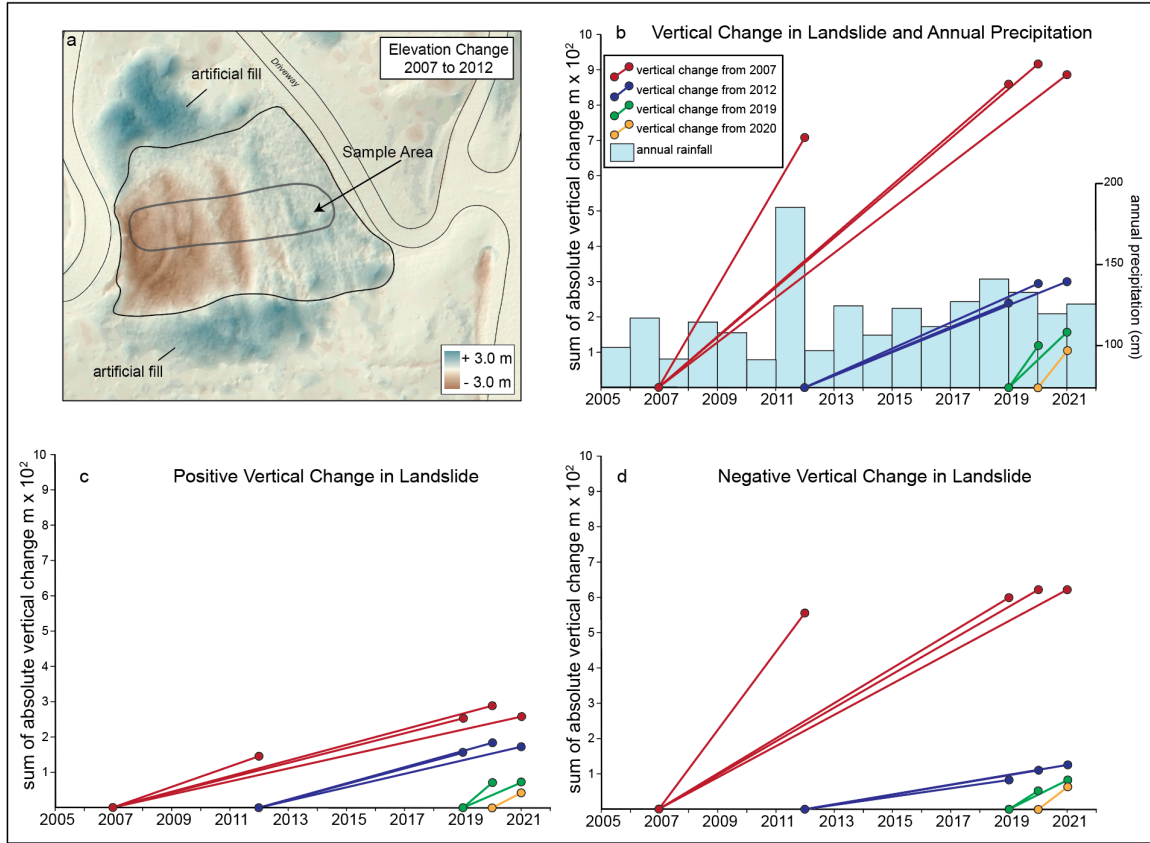 a
Elevation Change
2007 to 2012
Driveway
artificial fill
Sample Area
artificial fill
+ 3.0 m
- 3.0 m
b
Vertical Change in Landslide and Annual Precipitation
vertical change from 2007
vertical change from 2012
vertical change from 2019
vertical change from 2020
annual rainfall
sum of absolute vertical change m x 10²
10
9
8
7
6
5
4
3
2
1
200
150
100
annual precipitation (cm)
2005 2007 2009 2011 2013 2015 2017 2019 2021
c
Positive Vertical Change in Landslide
sum of absolute vertical change m x 10²
10
9
8
7
6
5
4
3
2
1
2005 2007 2009 2011 2013 2015 2017 2019 2021
d
Negative Vertical Change in Landslide
sum of absolute vertical change m x 10²
10
9
8
7
6
5
4
3
2
1
2005 2007 2009 2011 2013 2015 2017 2019 2021